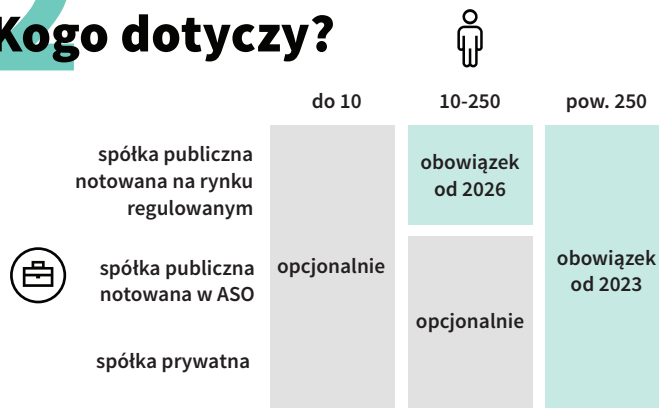 2
Kogo dotyczy?
do 10
10-250
pow. 250
spółka publiczna
notowana na rynku
regulowanym
obowiązek
od 2026
spółka publiczna
notowana w ASO
opcjonalnie
opcjonalnie
obowiązek
od 2023
spółka prywatna